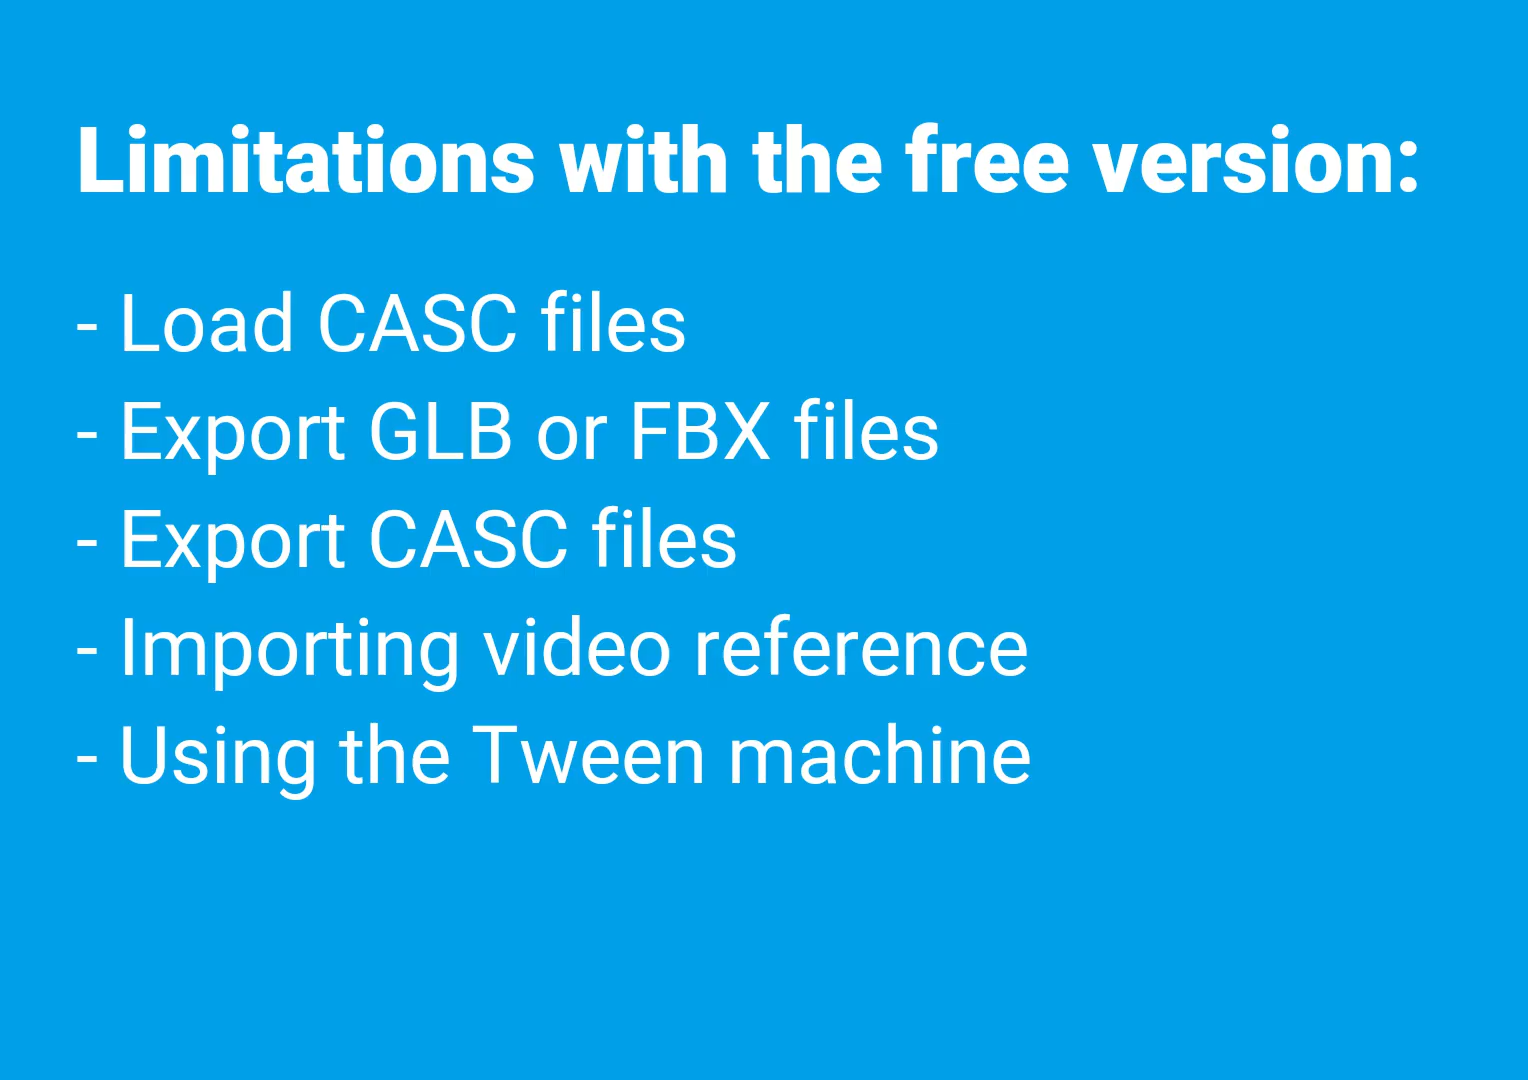 Limitations with the free version:
- Load CASC files
- Export GLB or FBX files
- Export CASC files
- Importing video reference
- Using the Tween machine